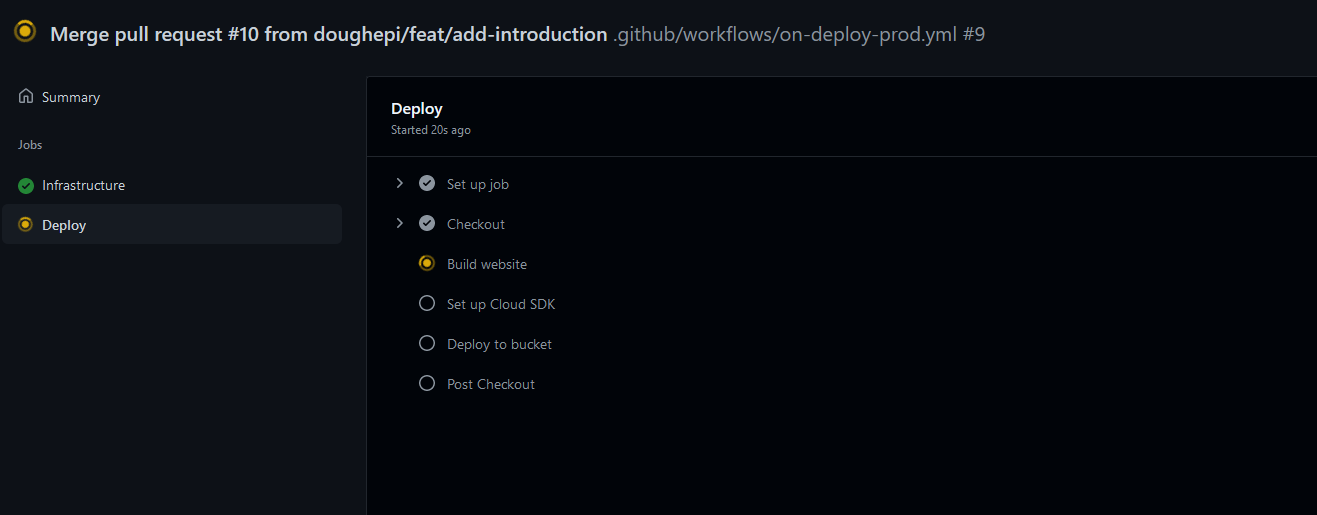 Merge pull request #10 from doughepi/feat/add-introduction .github/workflows/on-deploy-prod.yml #9
Summary
Jobs
Infrastructure
Deploy
Deploy
Started 20s ago
Set up job
Checkout
Build website
Set up Cloud SDK
Deploy to bucket
Post Checkout